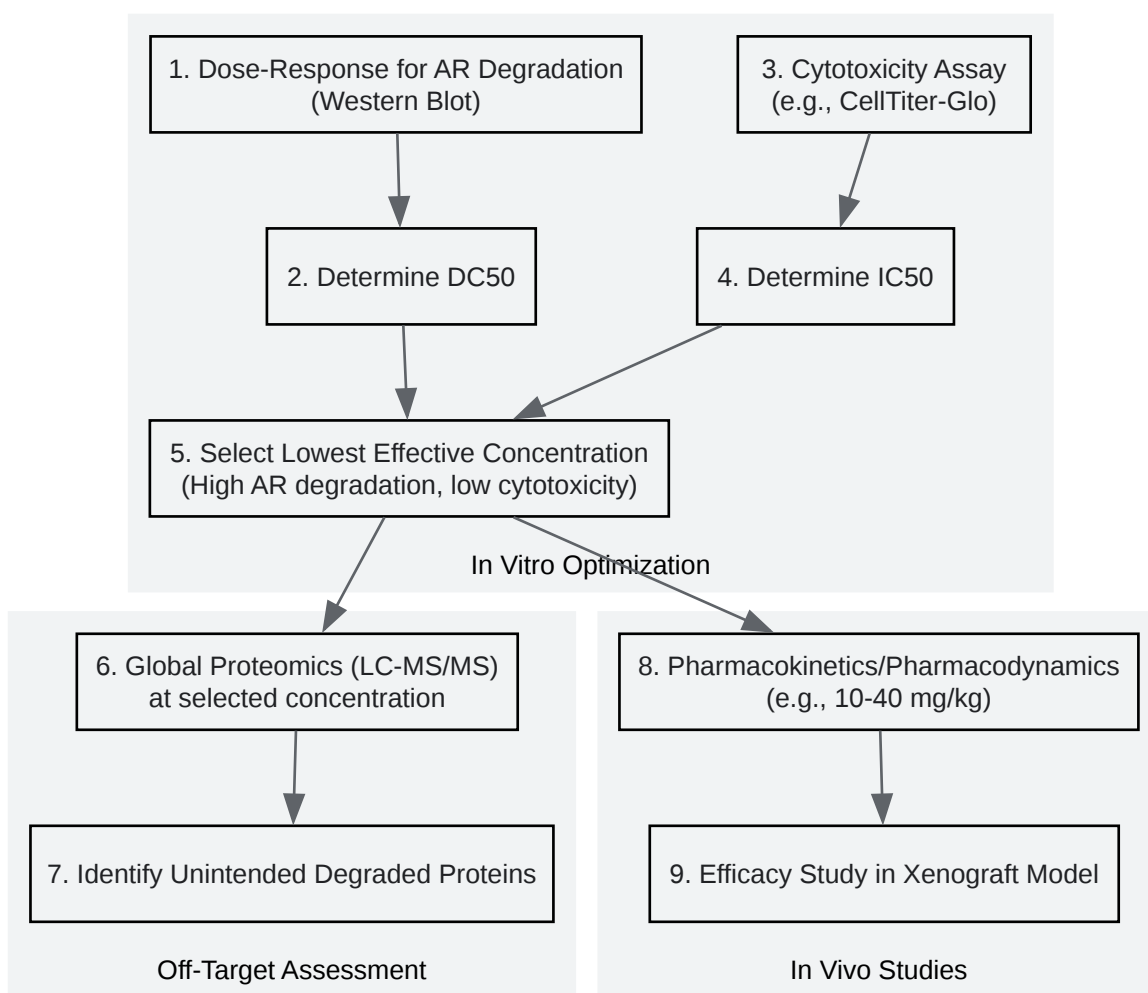 1. Dose-Response for AR Degradation
(Western Blot)
3. Cytotoxicity Assay
(e.g., CellTiter-Glo)
2. Determine DC50
4. Determine IC50
5. Select Lowest Effective Concentration
(High AR degradation, low cytotoxicity)
In Vitro Optimization
6. Global Proteomics (LC-MS/MS)
at selected concentration
8. Pharmacokinetics/Pharmacodynamics
(e.g., 10-40 mg/kg)
7. Identify Unintended Degraded Proteins
9. Efficacy Study in Xenograft Model
Off-Target Assessment
In Vivo Studies